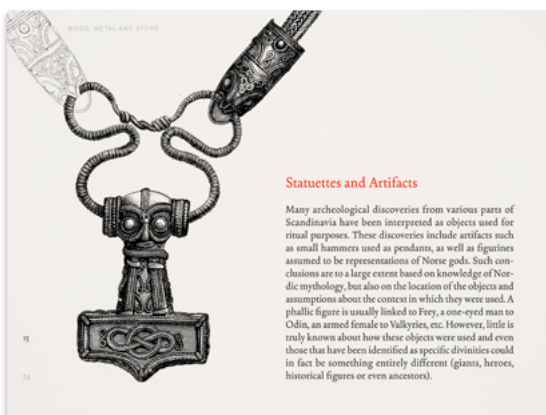 WOOD, METAL AND STONE
Statuettes and Artifacts
Many archeological discoveries from various parts of
Scandinavia have been interpreted as objects used for
ritual purposes. These discoveries include artifacts such
as small hammers used as pendants, as well as figurines
assumed to be representations of Norse gods. Such con-
clusions are to a large extent based on knowledge of Nor-
dic mythology, but also on the location of the objects and
assumptions about the context in which they were used. A
phallic figure is usually linked to Frey, a one-eyed man to
Odin, an armed female to Valkyries, etc. However, little is
truly known about how these objects were used and even
those that have been identified as specific divinities could
in fact be something entirely different (giants, heroes,
historical figures or even ancestors).
15
23